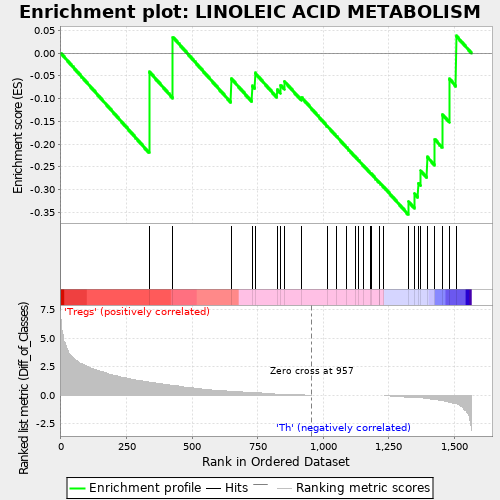 Enrichment plot: LINOLEIC ACID METABOLISM
Enrichment score (ES)
0.05
0.00
-0.05
-0.10
-0.15
-0.20
-0.25
-0.30
-0.35
Ranked list metric (Diff_of_Classes)
7.5
5.0
2.5
0.0
-2.5
'Tregs' (positively correlated)
Zero cross at 957
'Th' (negatively correlated)
0
250
500
750
1,000
1,250
1,500
Rank in Ordered Dataset
Enrichment profile
Hits
Ranking metric scores